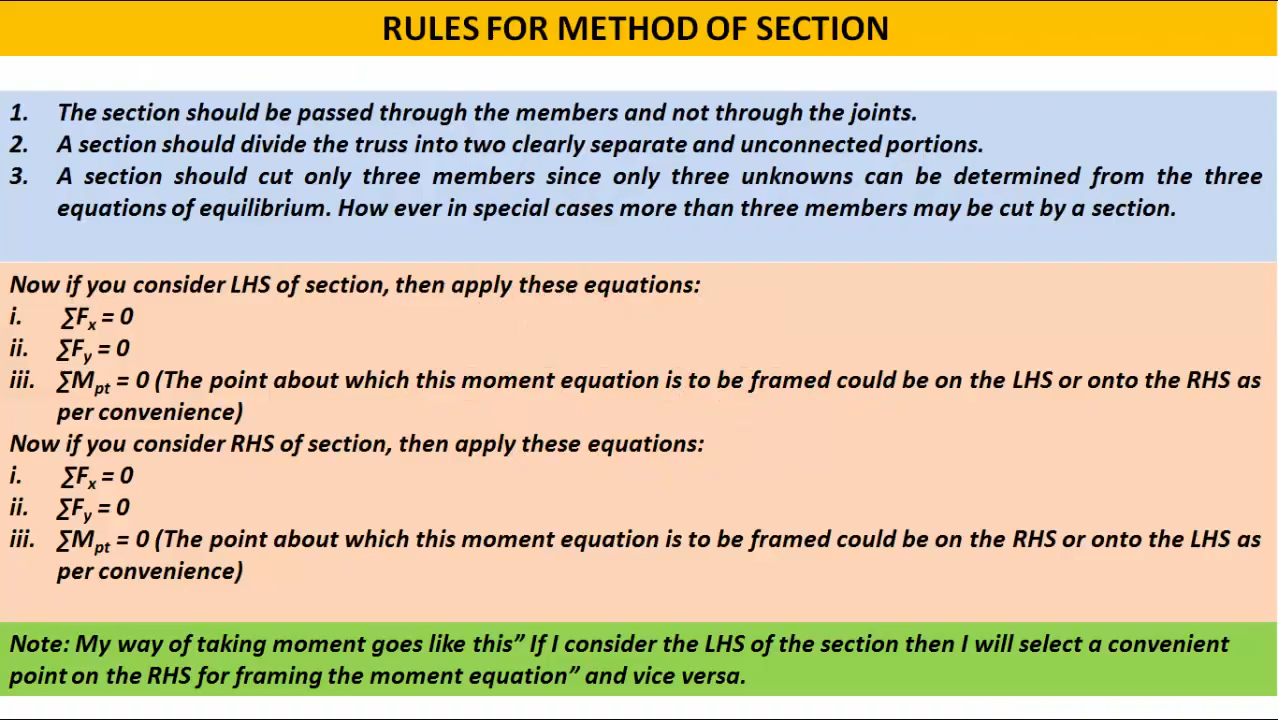 RULES FOR METHOD OF SECTION
1. The section should be passed through the members and not through the joints.
2. A section should divide the truss into two clearly separate and unconnected portions.
3. A section should cut only three members since only three unknowns can be determined from the three
equations of equilibrium. How ever in special cases more than three members may be cut by a section.
Now if you consider LHS of section, then apply these equations:
i. ∑Fx = 0
ii. ∑Fy = 0
iii. ∑Mpt = 0 (The point about which this moment equation is to be framed could be on the LHS or onto the RHS as
per convenience)
Now if you consider RHS of section, then apply these equations:
i. ∑Fx = 0
ii. ∑Fy = 0
iii. ∑Mpt = 0 (The point about which this moment equation is to be framed could be on the RHS or onto the LHS as
per convenience)
Note: My way of taking moment goes like this” If I consider the LHS of the section then I will select a convenient
point on the RHS for framing the moment equation” and vice versa.